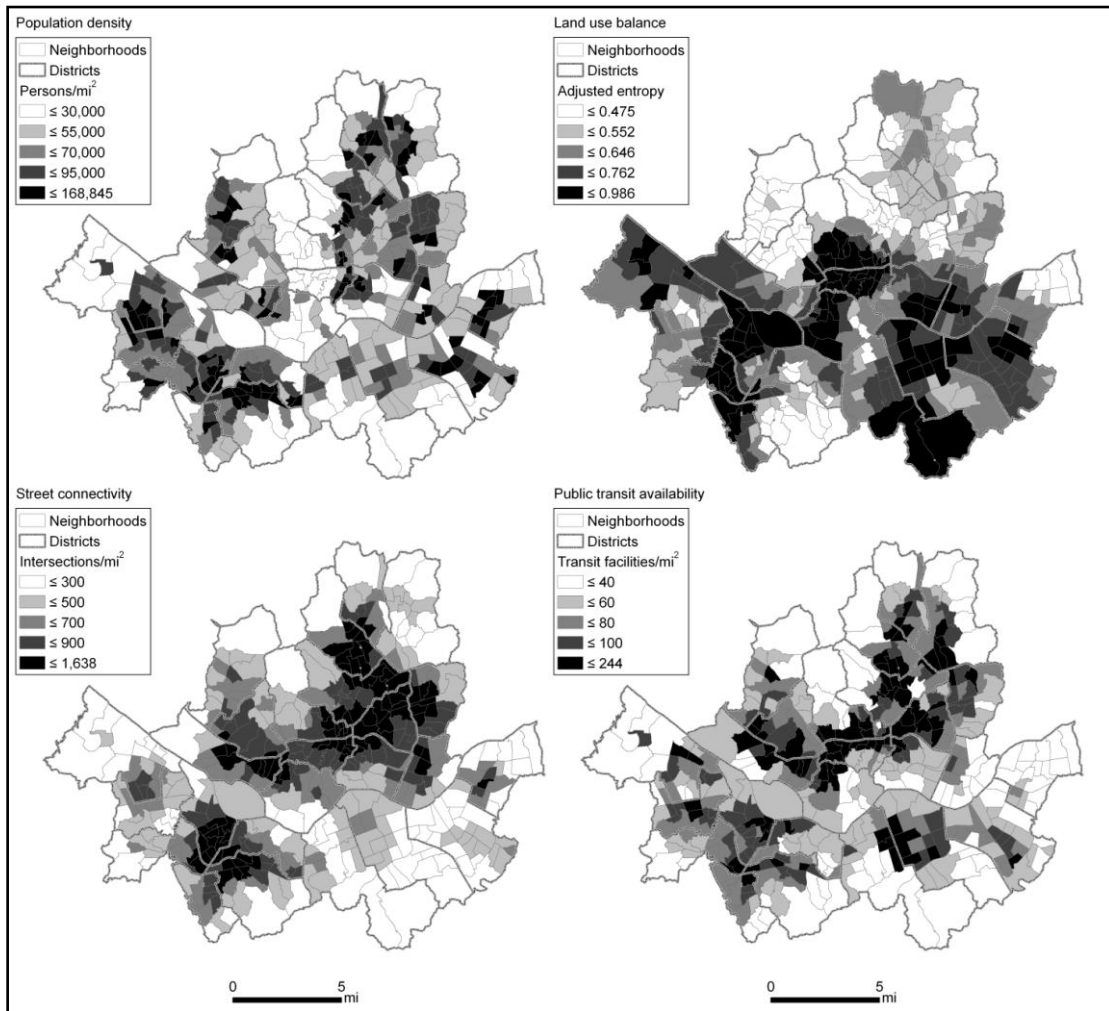 Population density
Neighborhoods
Districts
Persons/mi²
≤ 30,000
≤ 55,000
≤ 70,000
≤ 95,000
≤ 168,845
Land use balance
Neighborhoods
Districts
Adjusted entropy
≤ 0.475
≤ 0.552
≤ 0.646
≤ 0.762
≤ 0.986
Street connectivity
Neighborhoods
Districts
Intersections/mi²
≤ 300
≤ 500
≤ 700
≤ 900
≤ 1,638
0 5
mi
Public transit availability
Neighborhoods
Districts
Transit facilities/mi²
≤ 40
≤ 60
≤ 80
≤ 100
≤ 244
0 5
mi